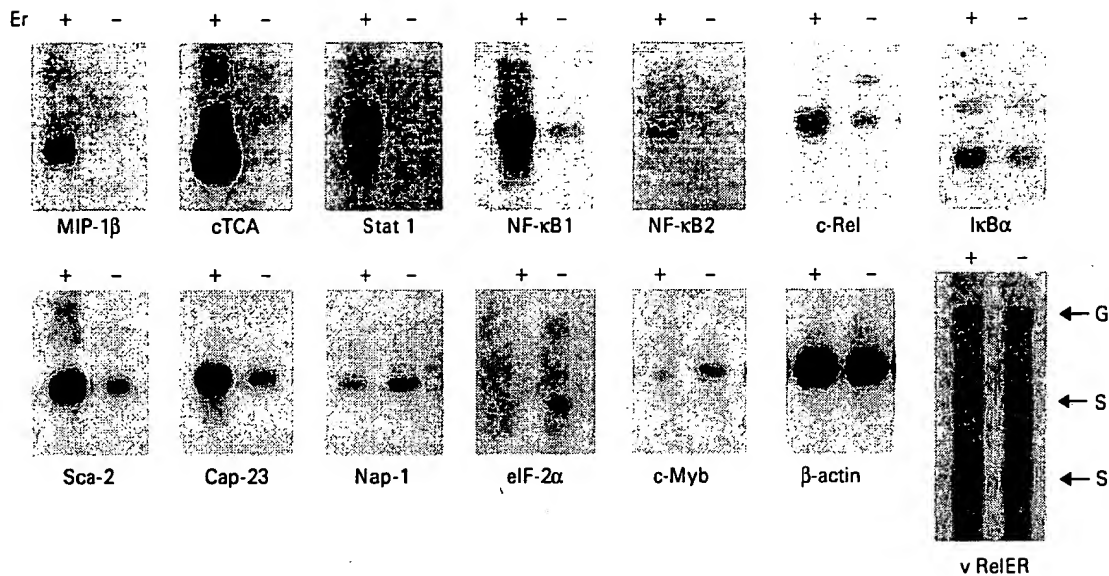 Er + − + − + − + − + − + − + −
MIP-1β cTCA Stat 1 NF-κB1 NF-κB2 c-Rel IκBα
+ − + − + − + − + − + − + −
← G
← S
← S
Sca-2 Cap-23 Nap-1 eIF-2α c-Myb β-actin
v RelER